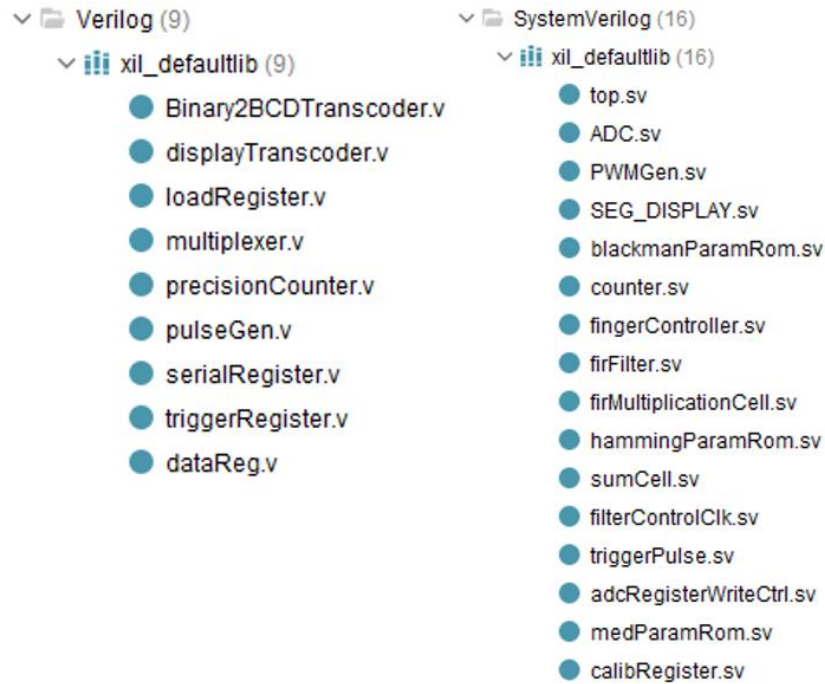 Verilog (9)
xil_defaultlib (9)
Binary2BCDTranscoder.v
displayTranscoder.v
loadRegister.v
multiplexer.v
precisionCounter.v
pulseGen.v
serialRegister.v
triggerRegister.v
dataReg.v
SystemVerilog (16)
xil_defaultlib (16)
top.sv
ADC.sv
PWMGen.sv
SEG_DISPLAY.sv
blackmanParamRom.sv
counter.sv
fingerController.sv
firFilter.sv
firMultiplicationCell.sv
hammingParamRom.sv
sumCell.sv
filterControlClk.sv
triggerPulse.sv
adcRegisterWriteCtrl.sv
medParamRom.sv
calibRegister.sv